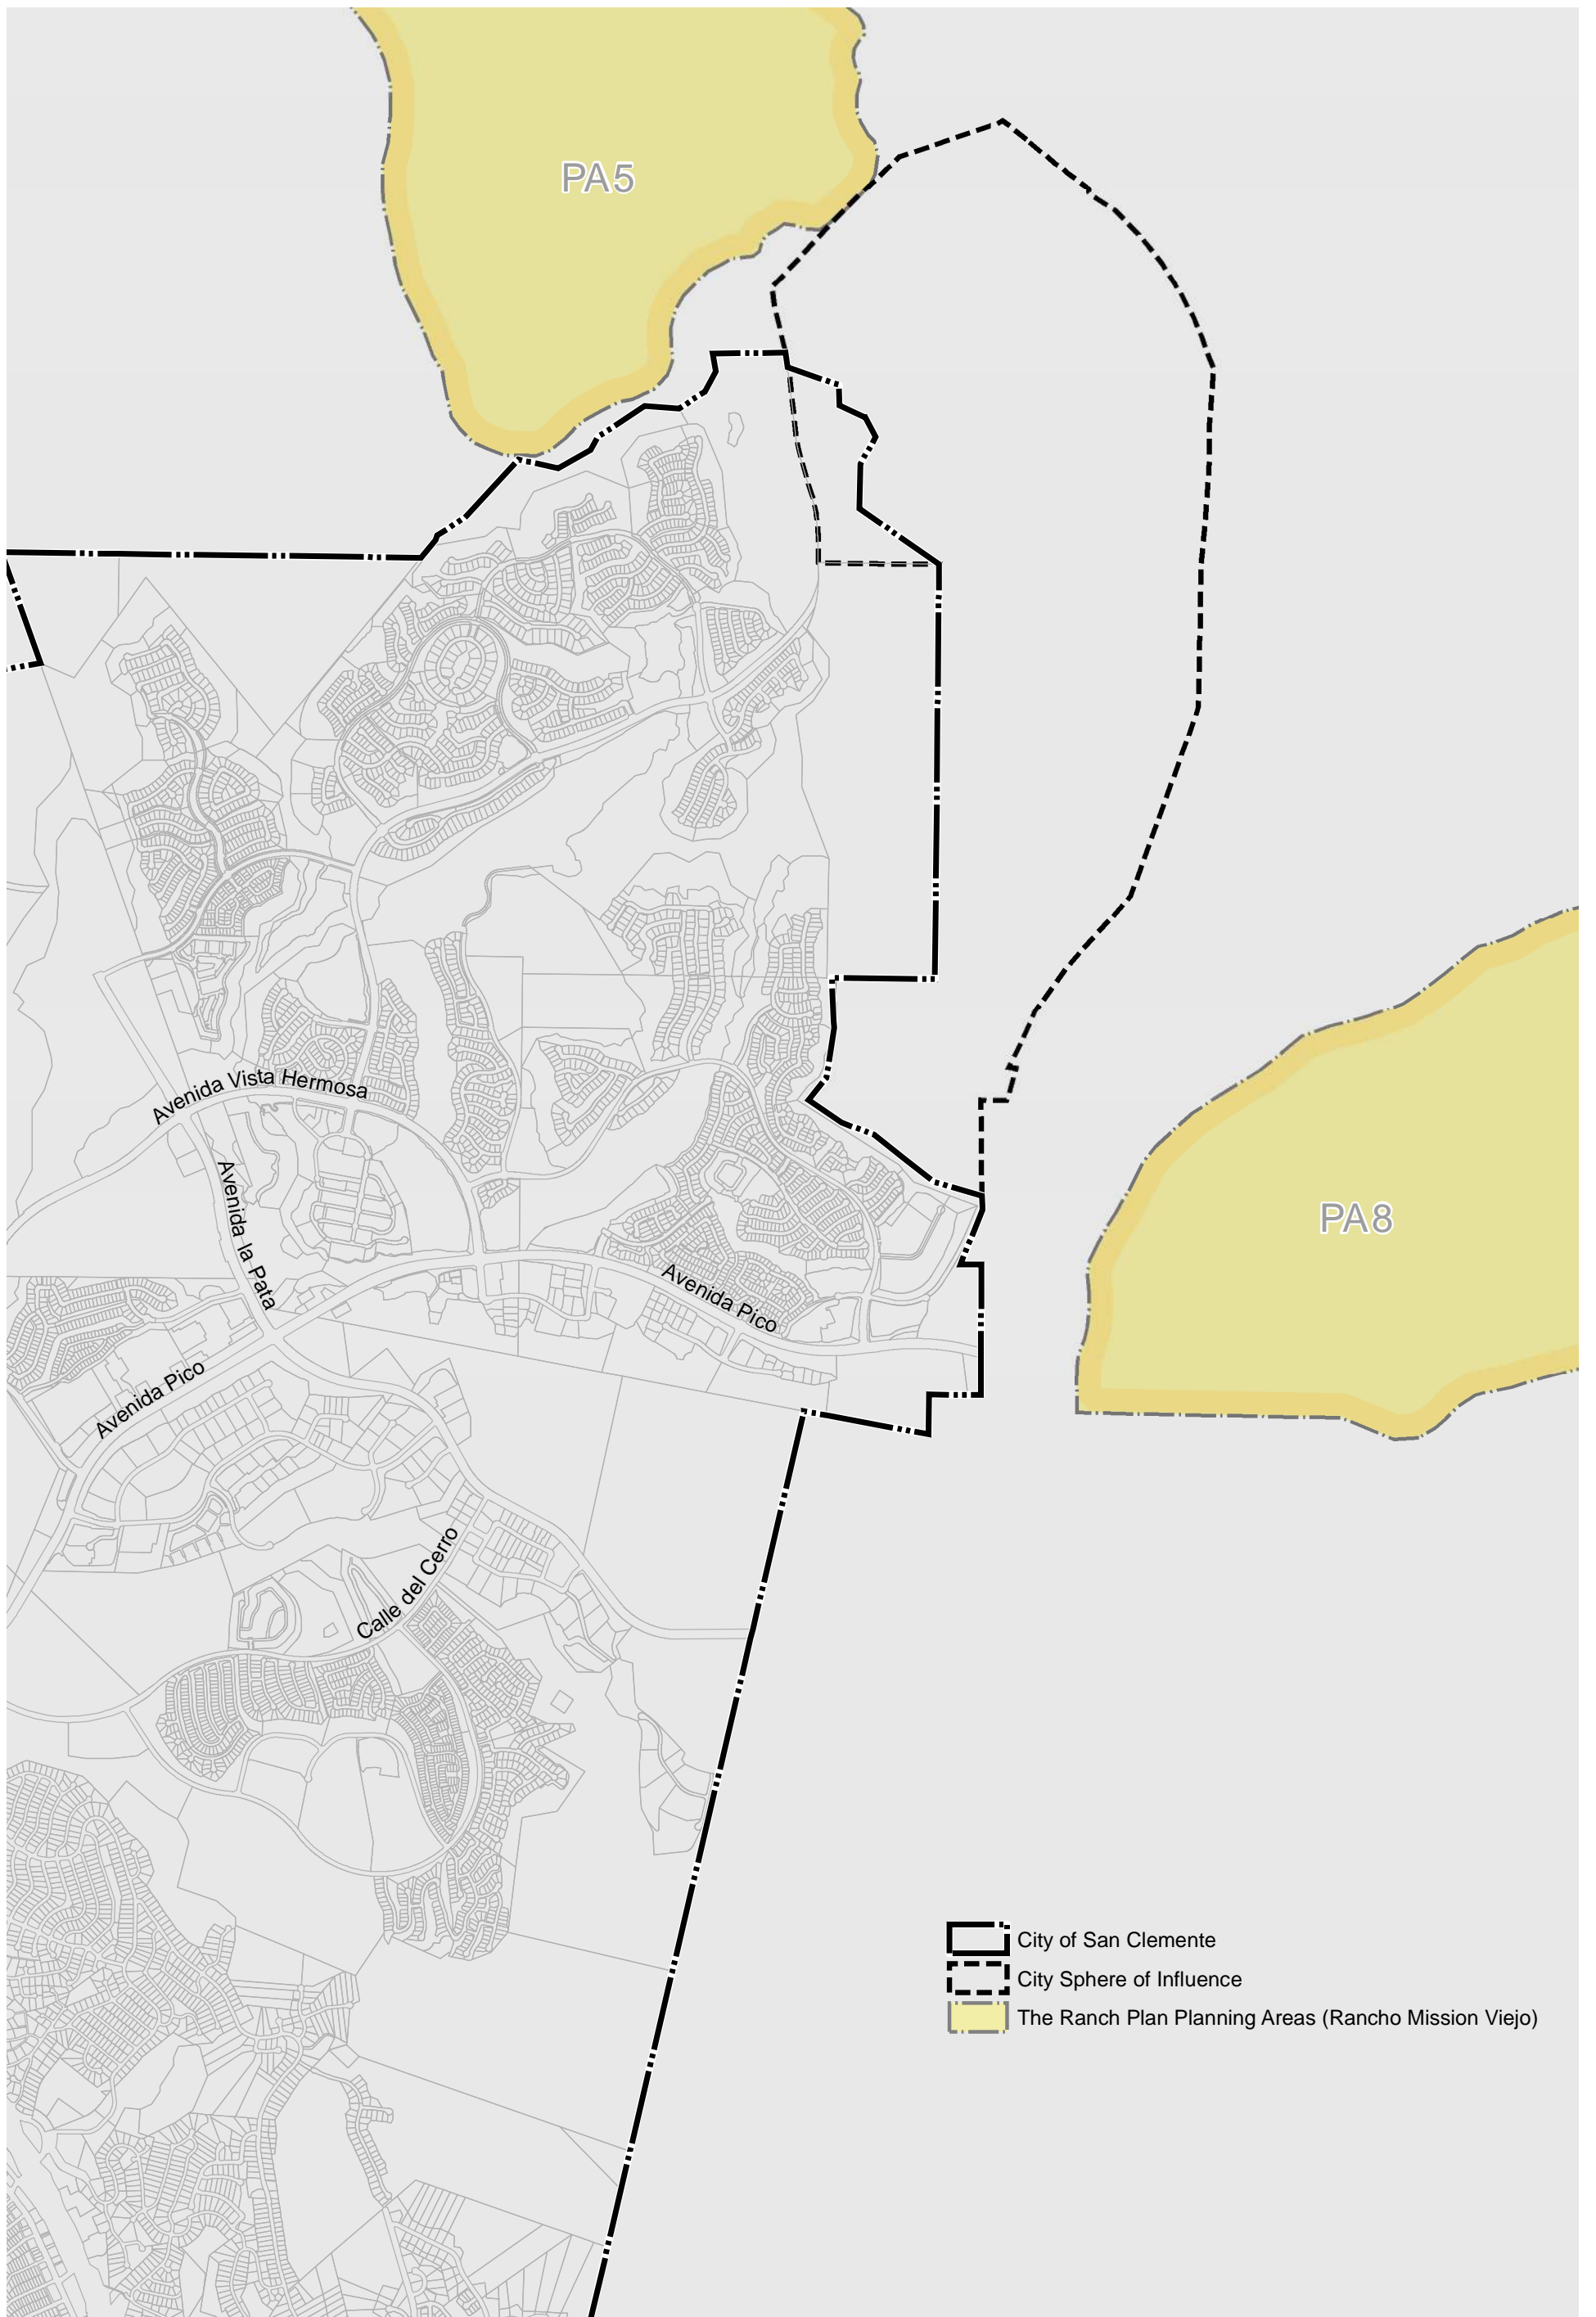 PA5
Avenida Vista Hermosa
Avenida la Pata
PA8
Avenida Pico
Avenida Pico
Calle del Cerro
City of San Clemente
City Sphere of Influence
The Ranch Plan Planning Areas (Rancho Mission Viejo)